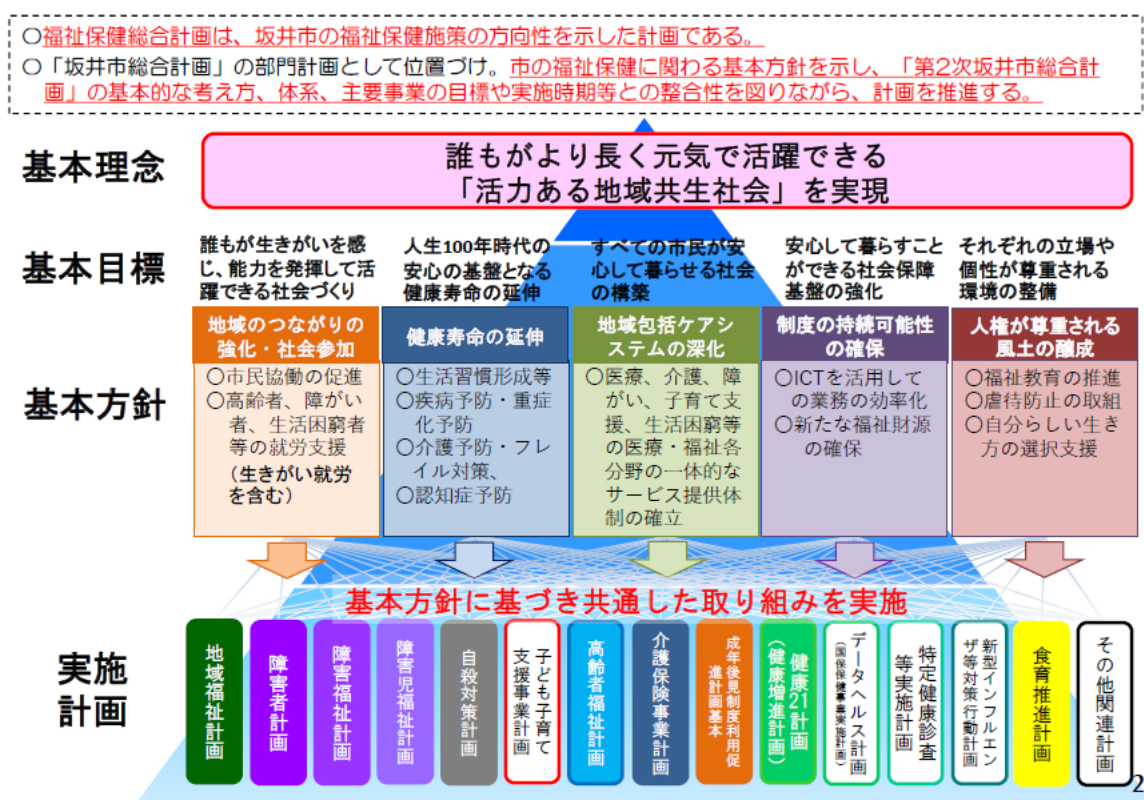 ○福祉保健総合計画は、坂井市の福祉保健施策の方向性を示した計画である。
○「坂井市総合計画」の部門計画として位置づけ。市の福祉保健に関わる基本方針を示し、「第2次坂井市総合計
画」の基本的な考え方、体系、主要事業の目標や実施時期等との整合性を図りながら、計画を推進する。
基本理念
誰もがより長く元気で活躍できる
「活力ある地域共生社会」を実現
基本目標
誰もが生きがいを感
じ、能力を発揮して活
躍できる社会づくり
人生100年時代の
安心の基盤となる
健康寿命の延伸
すべての市民が安
心して暮らせる社会
の構築
安心して暮らすこと
ができる社会保障
基盤の強化
それぞれの立場や
個性が尊重される
環境の整備
基本方針
地域のつながりの
強化・社会参加
○市民協働の促進
○高齢者、障がい
者、生活困窮者
等の就労支援
（生きがい就労
を含む）
健康寿命の延伸
○生活習慣形成等
○疾病予防・重症
化予防
○介護予防・フレ
イル対策、
○認知症予防
地域包括ケアシ
ステムの深化
○医療、介護、障
がい、子育て支
援、生活困窮等
の医療・福祉各
分野の一体的な
サービス提供体
制の確立
制度の持続可能性
の確保
○ICTを活用して
の業務の効率化
○新たな福祉財源
の確保
人権が尊重される
風土の醸成
○福祉教育の推進
○虐待防止の取組
○自分らしい生き
方の選択支援
基本方針に基づき共通した取り組みを実施
実施
計画
地域福祉計画
障害者計画
障害福祉計画
障害児福祉計画
自殺対策計画
子ども子育て
支援事業計画
高齢者福祉計画
介護保険事業計画
成年後見制度利用促
進計画基本
健康21計画
（健康増進計画）
データヘルス計画
（国保保健事業実施計画）
特定健康診査
等実施計画
新型インフルエン
ザ等対策行動計画
食育推進計画
その他関連計画
2